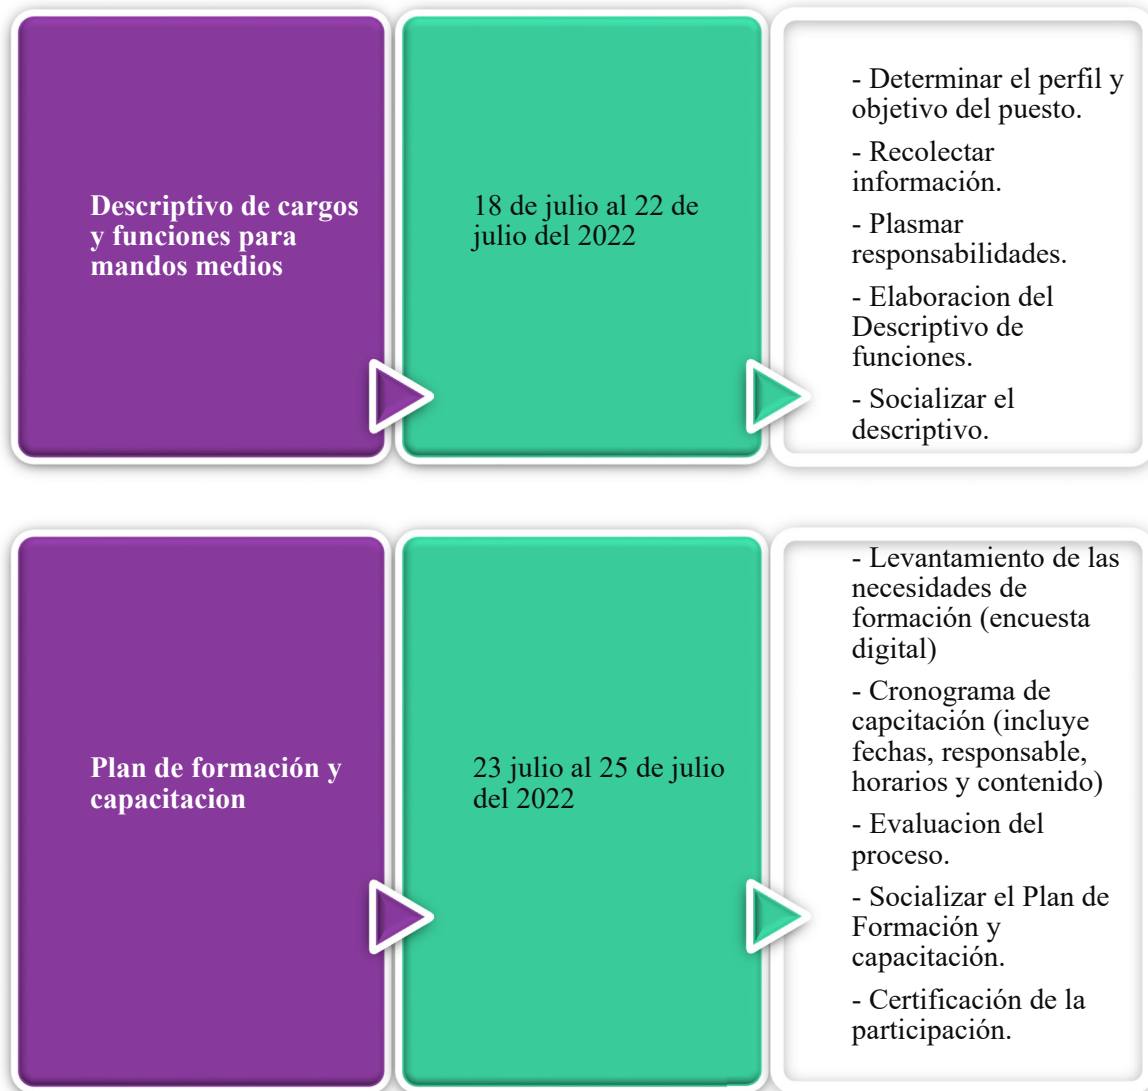 Descriptivo de cargos
y funciones para
mandos medios
18 de julio al 22 de
julio del 2022
- Determinar el perfil y
objetivo del puesto.
- Recolectar
información.
- Plasmar
responsabilidades.
- Elaboracion del
Descriptivo de
funciones.
- Socializar el
descriptivo.
Plan de formación y
capacitacion
23 julio al 25 de julio
del 2022
- Levantamiento de las
necesidades de
formación (encuesta
digital)
- Cronograma de
capcitación (incluye
fechas, responsable,
horarios y contenido)
- Evaluacion del
proceso.
- Socializar el Plan de
Formación y
capacitación.
- Certificación de la
participación.